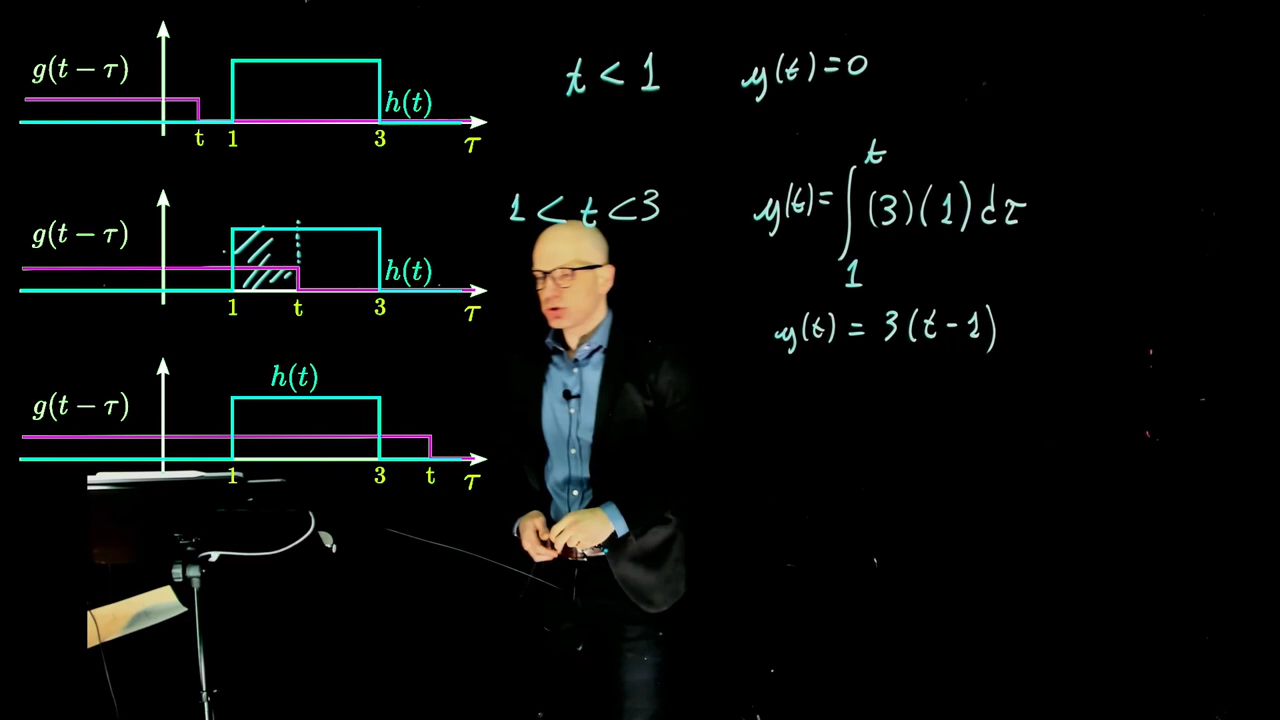 g(t − τ)
h(t)
t 1 3 τ
t < 1
y(t) = 0
g(t − τ)
h(t)
1 t 3 τ
1 < t < 3
y(t) = ∫₁ᵗ (3)(1) dτ
y(t) = 3(t - 1)
h(t)
g(t − τ)
1 3 t τ